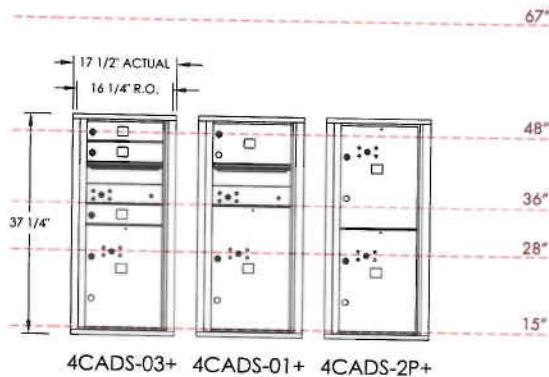 67"
17 1/2" ACTUAL
16 1/4" R.O.
48"
36"
37 1/4"
28"
15"
4CADS-03+ 4CADS-01+ 4CADS-2P+